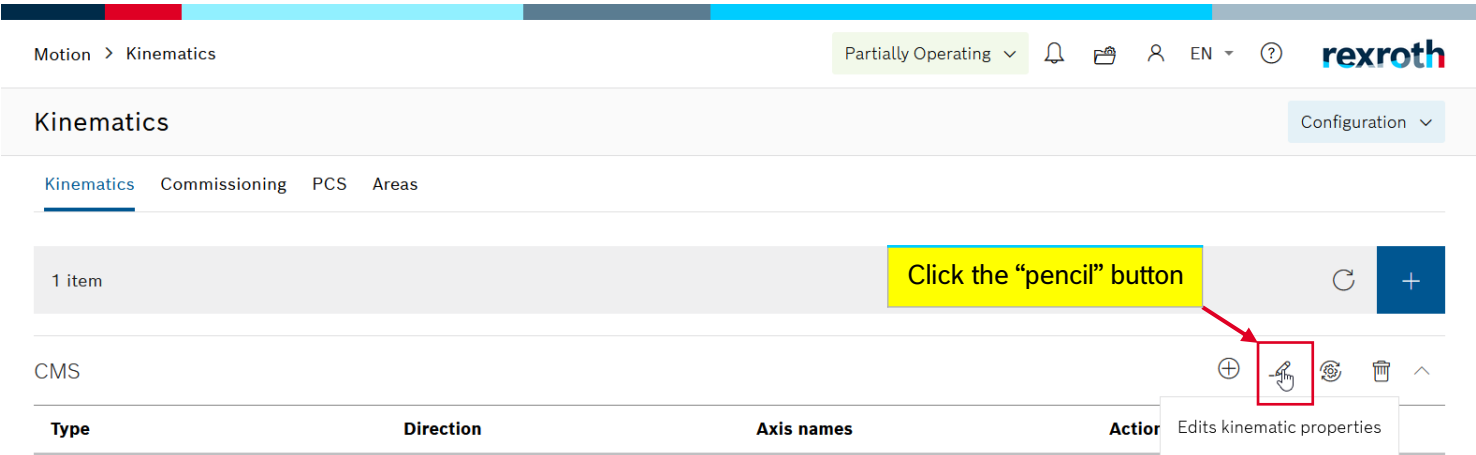 Motion > Kinematics Partially Operating EN ? rexroth
Kinematics Configuration
Kinematics Commissioning PCS Areas
1 item Click the “pencil” button
CMS
Type Direction Axis names Action Edits kinematic properties